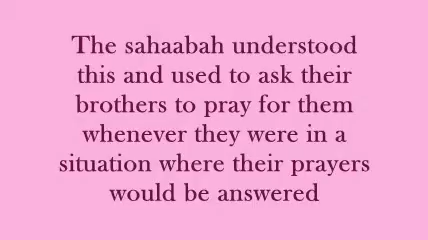 The sahaabah understood
this and used to ask their
brothers to pray for them
whenever they were in a
situation where their prayers
would be answered